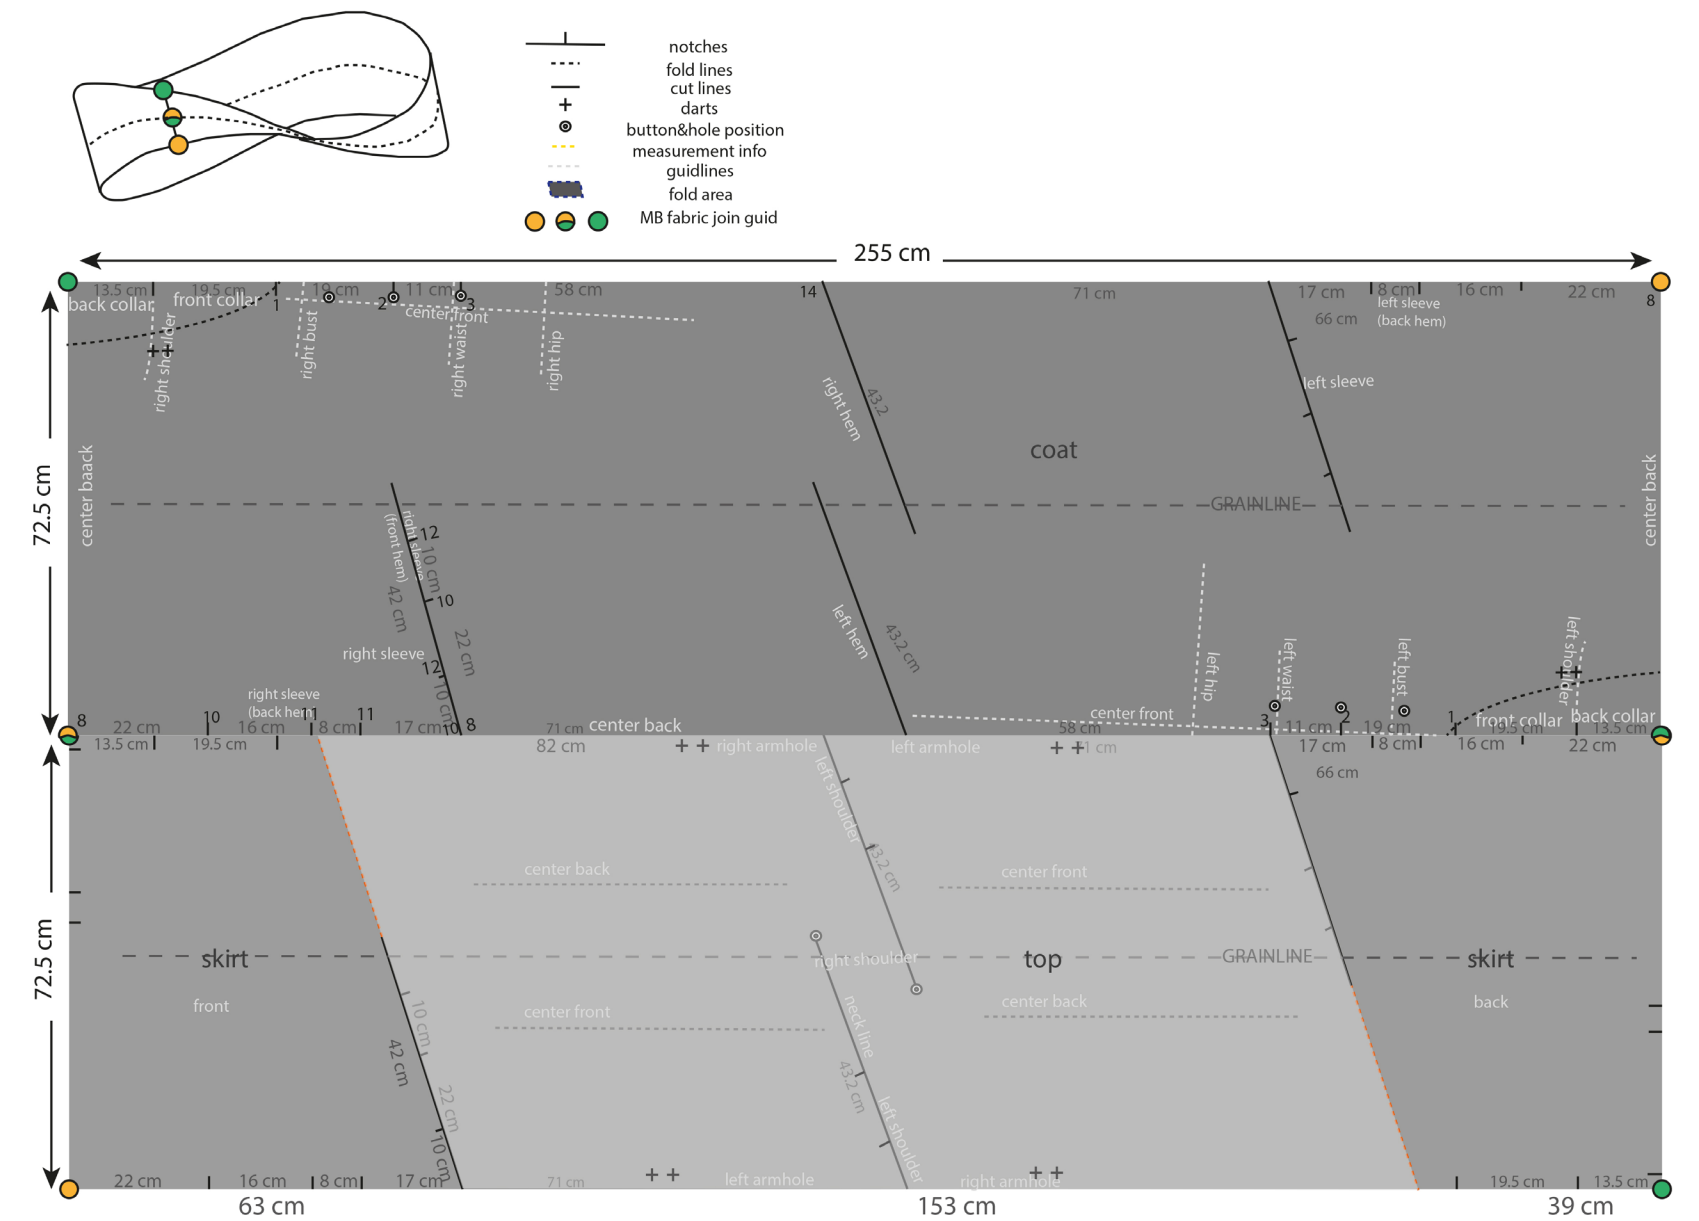 notches
fold lines
cut lines
darts
button&hole position
measurement info
guidlines
fold area
MB fabric join guid
255 cm
13.5 cm
19.5 cm
19 cm
11 cm
58 cm
14
71 cm
17 cm
8 cm
16 cm
22 cm
back collar
front collar
1
2
3
center front
left sleeve
(back hem)
8
66 cm
right shoulder
right bust
right waist
right hip
right hem
43.2
left sleeve
coat
72.5 cm
center baack
center back
GRAINLINE
right sleeve
(front hem)
12
10 cm
10
42 cm
22 cm
right sleeve
12
10 cm
left hem
43.2 cm
left hip
left waist
left bust
left shoulder
right sleeve
(back hem)
8
22 cm
10
16 cm
11
8 cm
11
17 cm
10
8
71 cm
center back
center front
58 cm
3
11 cm
2
19 cm
1
front collar
19.5 cm
back collar
13.5 cm
13.5 cm
19.5 cm
82 cm
right armhole
left armhole
71 cm
17 cm
8 cm
16 cm
22 cm
66 cm
left shoulder
43.2 cm
center back
center front
72.5 cm
skirt
right shoulder
top
GRAINLINE
skirt
front
center front
center back
back
10 cm
42 cm
22 cm
10 cm
neck line
43.2 cm
left shoulder
22 cm
16 cm
8 cm
17 cm
71 cm
left armhole
right armhole
19.5 cm
13.5 cm
63 cm
153 cm
39 cm